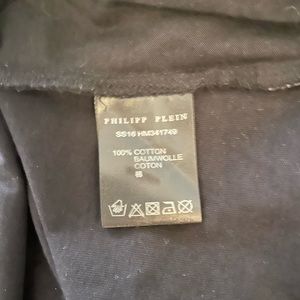 PHILIPP PLEIN
SS16 HM341749
100% COTTON
BAUMWOLLE
COTON